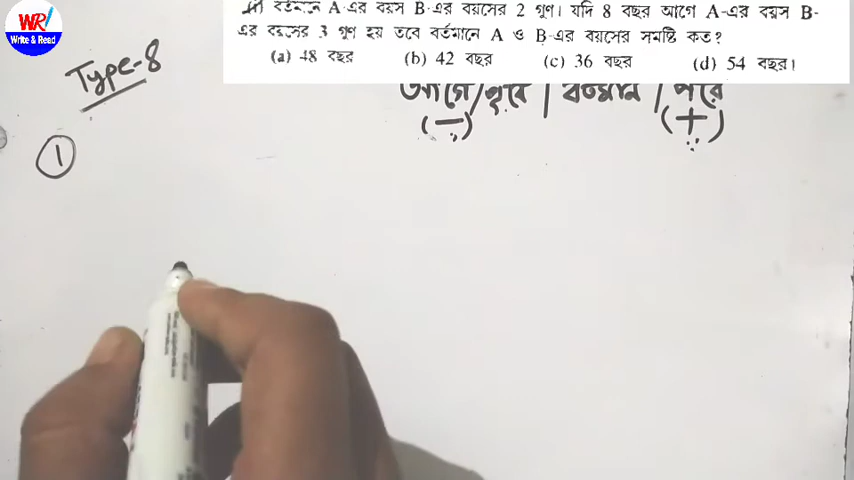 WR!
Write & Read
বর্তমানে A এর বয়স B এর বয়সের 2 গুণ। যদি 8 বছর আগে A-এর বয়স B-
এর বয়সের 3 গুণ হয় তবে বর্তমানে A ও B-এর বয়সের সমষ্টি কত?
(a) 48 বছর (b) 42 বছর (c) 36 বছর (d) 54 বছর।
Type-8
আগে/পূর্বে | বর্তমান | পরে
(-) (+)
1